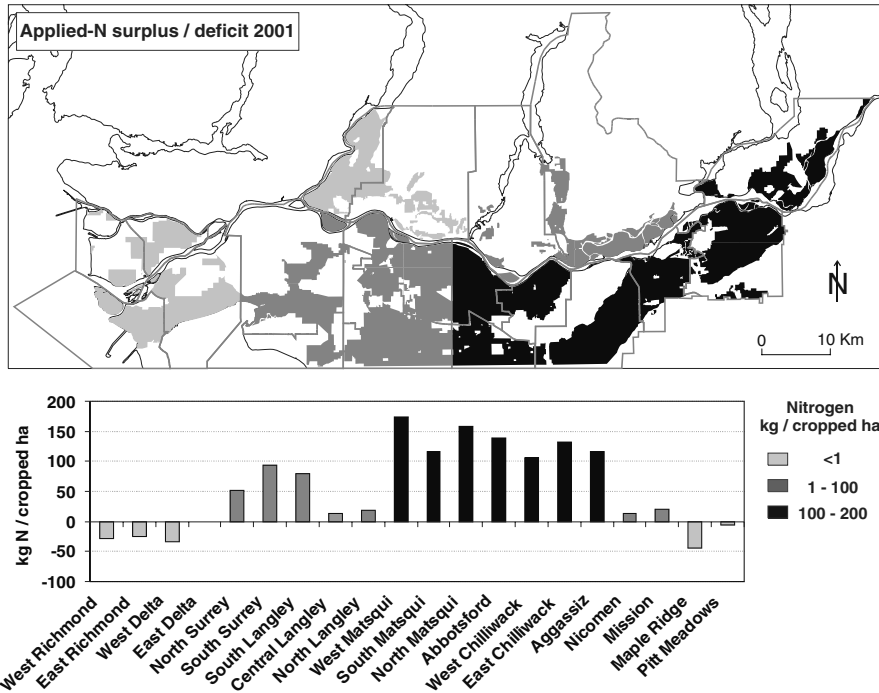 Applied-N surplus / deficit 2001
N
0 10 Km
200
150
100
50
0
-50
-100
kg N / cropped ha
West Richmond
East Richmond
West Delta
East Delta
North Surrey
South Surrey
South Langley
Central Langley
North Langley
West Matsqui
South Matsqui
North Matsqui
Abbotsford
West Chilliwack
East Chilliwack
Aggassiz
Nicomen
Mission
Maple Ridge
Pitt Meadows
Nitrogen
kg / cropped ha
<1
1 - 100
100 - 200